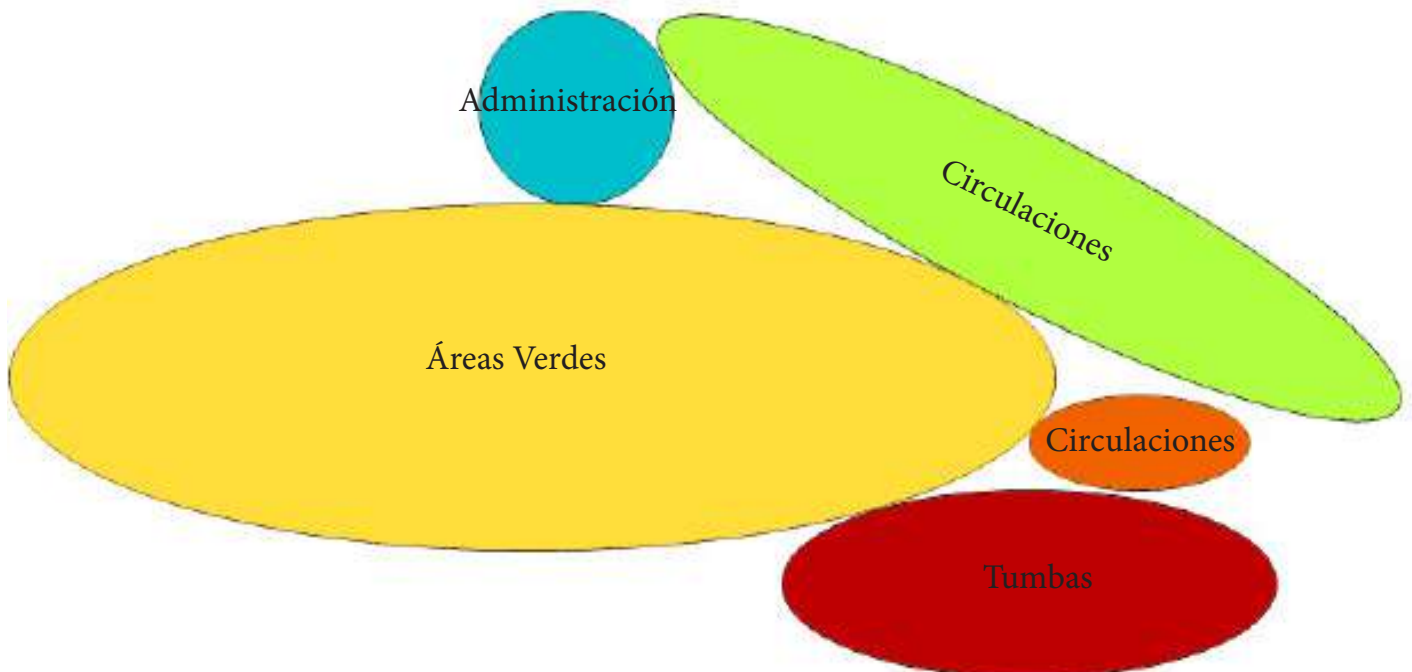 Administración
Circulaciones
Áreas Verdes
Circulaciones
Tumbas